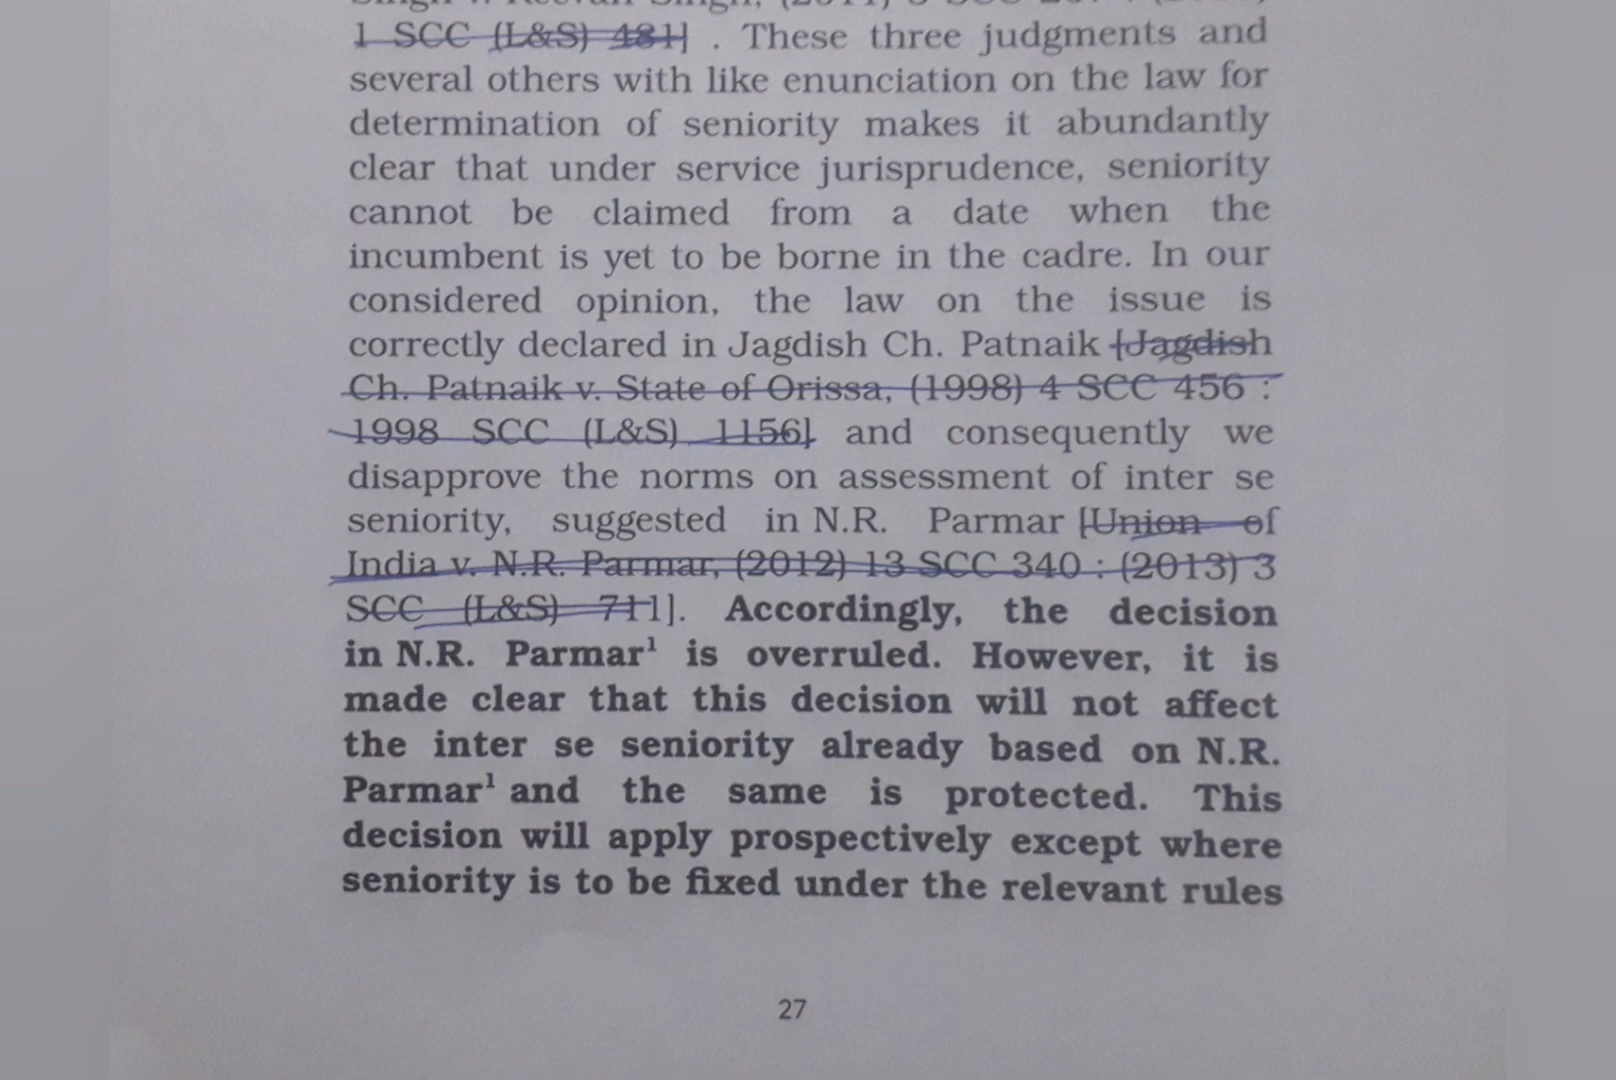 1 SCC (L&S) 481] . These three judgments and
several others with like enunciation on the law for
determination of seniority makes it abundantly
clear that under service jurisprudence, seniority
cannot be claimed from a date when the
incumbent is yet to be borne in the cadre. In our
considered opinion, the law on the issue is
correctly declared in Jagdish Ch. Patnaik [Jagdish
Ch. Patnaik v. State of Orissa, (1998) 4 SCC 456 :
1998 SCC (L&S) 1156] and consequently we
disapprove the norms on assessment of inter se
seniority, suggested in N.R. Parmar [Union of
India v. N.R. Parmar, (2012) 13 SCC 340 : (2013) 3
SCC (L&S) 711]. Accordingly, the decision
in N.R. Parmar¹ is overruled. However, it is
made clear that this decision will not affect
the inter se seniority already based on N.R.
Parmar¹ and the same is protected. This
decision will apply prospectively except where
seniority is to be fixed under the relevant rules
27